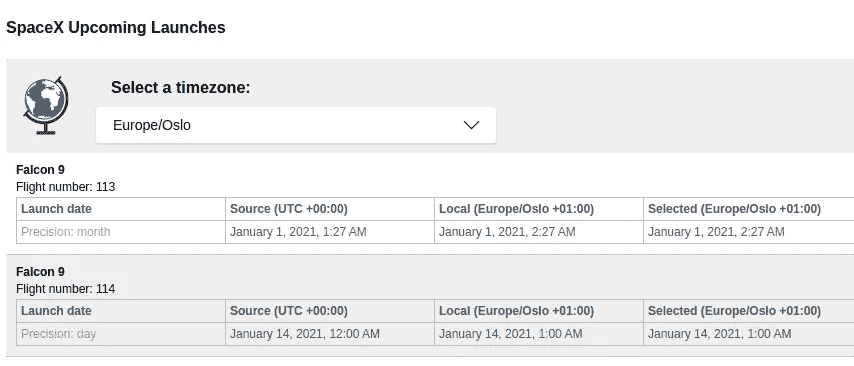 SpaceX Upcoming Launches
Select a timezone:
Europe/Oslo
Falcon 9
Flight number: 113
Launch date Source (UTC +00:00) Local (Europe/Oslo +01:00) Selected (Europe/Oslo +01:00)
Precision: month January 1, 2021, 1:27 AM January 1, 2021, 2:27 AM January 1, 2021, 2:27 AM
Falcon 9
Flight number: 114
Launch date Source (UTC +00:00) Local (Europe/Oslo +01:00) Selected (Europe/Oslo +01:00)
Precision: day January 14, 2021, 12:00 AM January 14, 2021, 1:00 AM January 14, 2021, 1:00 AM